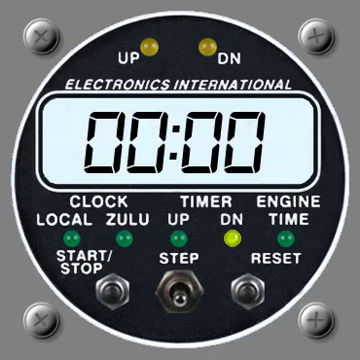 UP DN
ELECTRONICS INTERNATIONAL
00:00
CLOCK TIMER ENGINE
LOCAL ZULU UP DN TIME
START/ STEP RESET
STOP